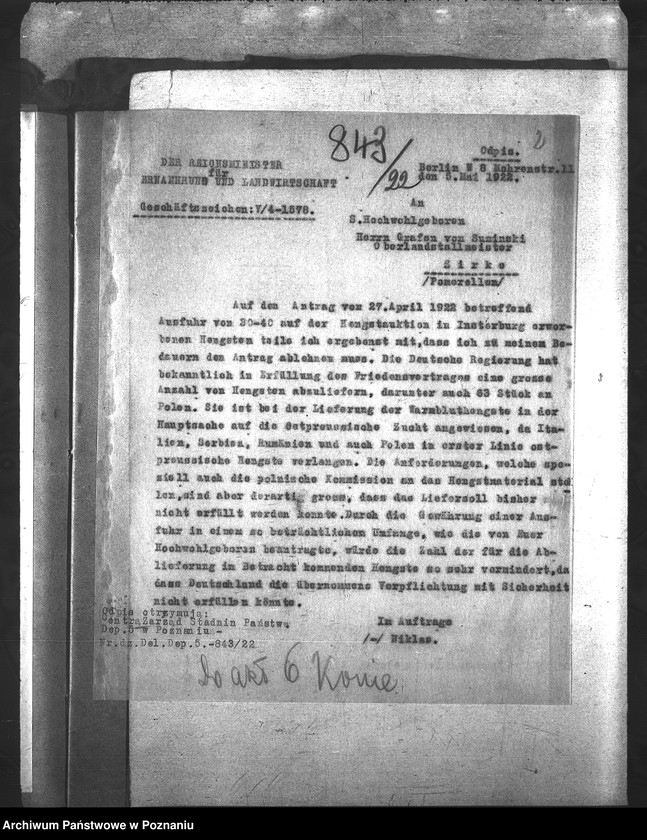 843/22
Odpis.
2
DER REICHSMINISTER
für
ERNAEHRUNG UND LANDWIRTSCHAFT
Berlin W 8 Mohrenstr.11
den 5.Mai 1922.
Geschäftszeichen:V/4-1578.
An
S.Hochwohlgeboren
Herrn Grafen von Suminski
Oberlandstallmeister
Zirke
/Pomerellen/
Auf den Antrag vom 27.April 1922 betreffend
Ausfuhr von 30-40 auf der Hengstauktion in Insterburg erwor-
benen Hengsten teile ich ergebenst mit,dass ich zu meinem Be-
dauern den Antrag ablehnen muss. Die Deutsche Regierung hat
bekanntlich in Erfüllung des Friedensvertrages eine grosse
Anzahl von Hengsten abzuliefern, darunter auch 63 Stück an
Polen. Sie ist bei der Lieferung der Warmbluthengste in der
Hauptsache auf die Ostpreussische Zucht angewiesen, da Ita-
lien, Serbien, Rumänien und auch Polen in erster Linie ost-
preussische Hengste verlangen. Die Anforderungen, welche spe-
ziell auch die polnische Kommission an das Hengstmaterial stel
len,sind aber derartig gross, dass das Liefersoll bisher
nicht erfüllt werden konnte.Durch die Gewährung einer Aus-
fuhr in einem so beträchtlichen Umfange, wie die von Euer
Hochwohlgeboren beantragte, würde die Zahl der für die Ab-
lieferung in Betracht kommenden Hengste so sehr vermindert,da
dass Deutschland die übernommene Verpflichtung mit Sicherheit
nicht erfüllen könnte.
Odpis otrzymują:
Centr.Zarząd Stadnin Państw.
Dep.5 w Poznaniu-
Nr.dz.Del.Dep.5.-843/22
Im Auftrage
/-/ Niklas.
Do akt 6 Konie
Archiwum Państwowe w Poznaniu